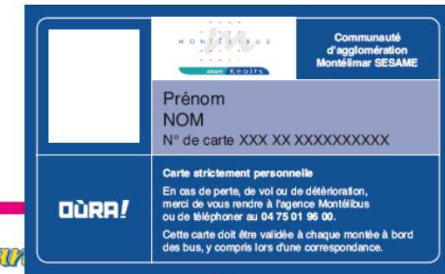 MONTÉLIBUS
GROUPE Keolis
Communauté
d'agglomération
Montélimar SESAME
Prénom
NOM
N° de carte XXX XX XXXXXXXXXX
OÙRA!
Carte strictement personnelle
En cas de perte, de vol ou de détérioration,
merci de vous rendre à l'agence Montélibus
ou de téléphoner au 04 75 01 96 00.
Cette carte doit être validée à chaque montée à bord
des bus, y compris lors d'une correspondance.